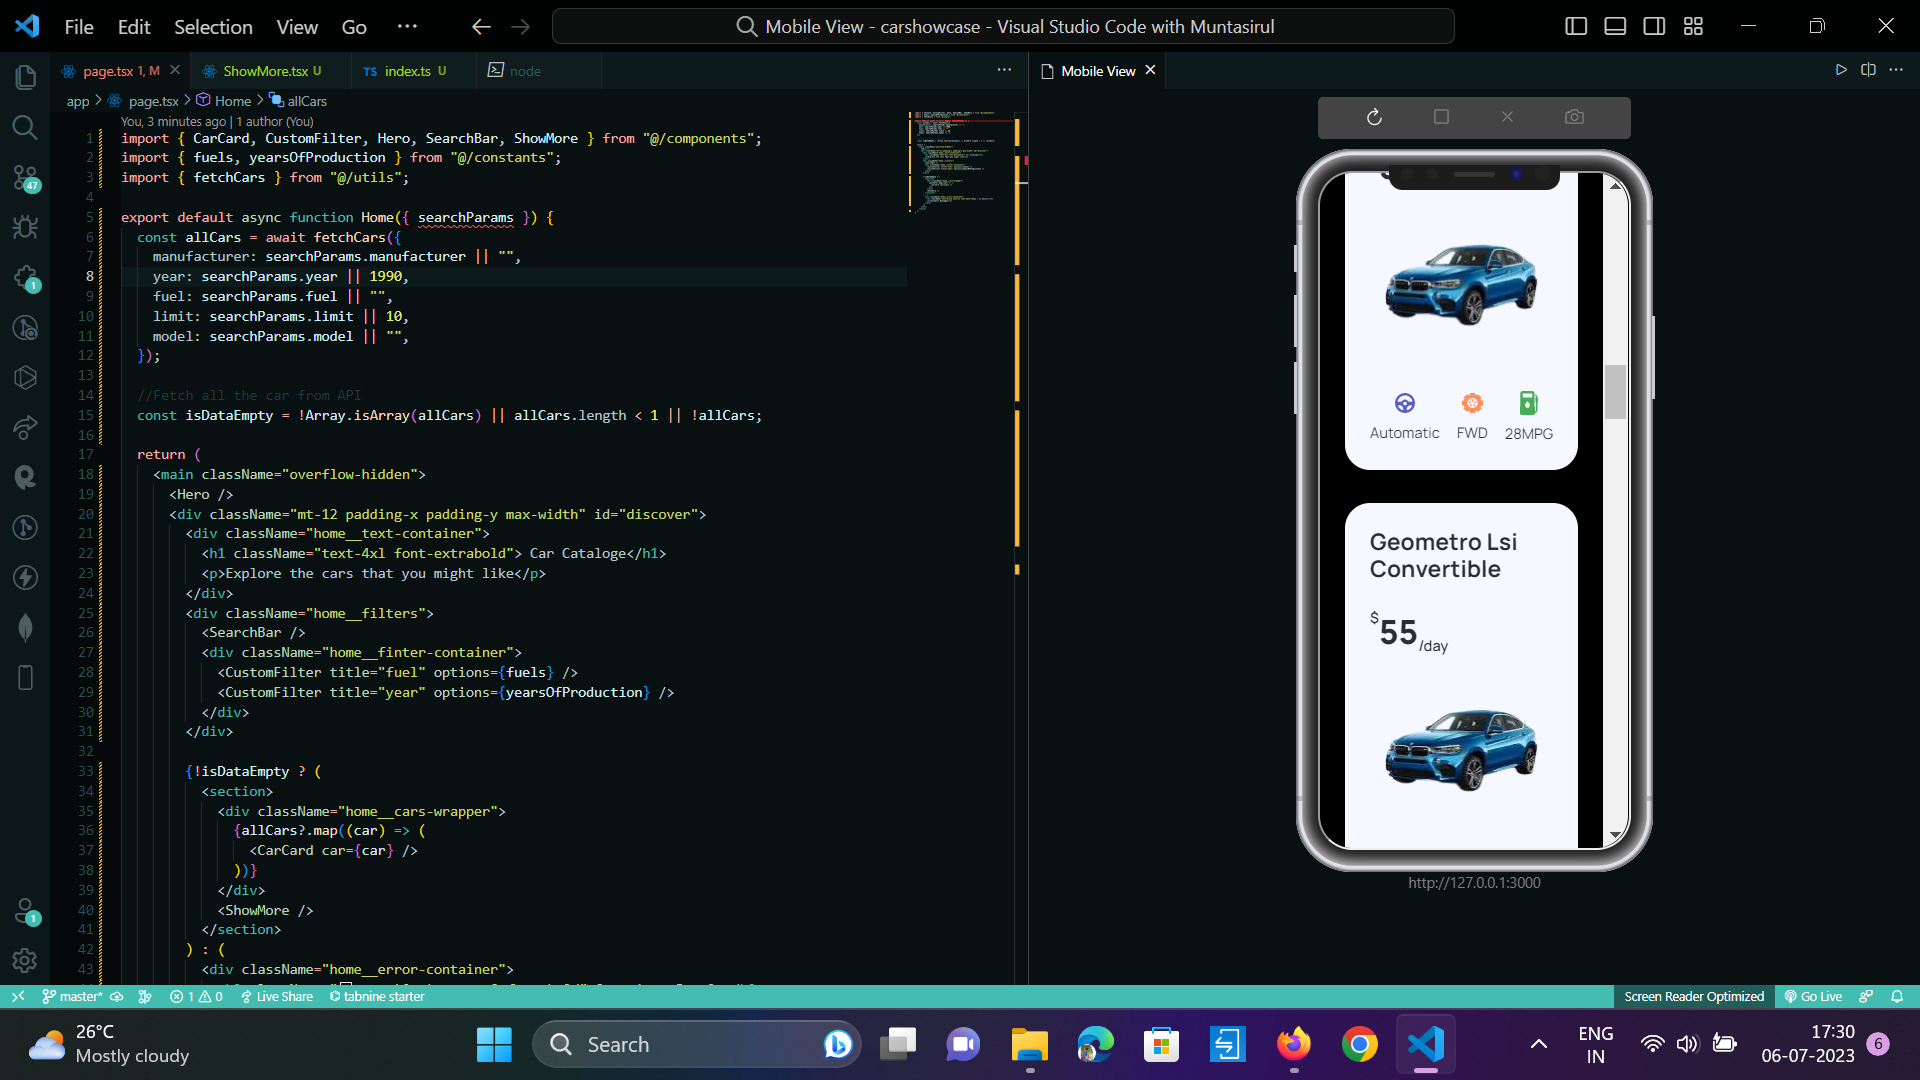 File Edit Selection View Go ···
Mobile View - carshowcase - Visual Studio Code with Muntasirul
page.tsx 1, M
ShowMore.tsx U
TS index.ts U
node
Mobile View
app > page.tsx > Home > allCars
You, 3 minutes ago | 1 author (You)
1 import { CarCard, CustomFilter, Hero, SearchBar, ShowMore } from "@/components";
2 import { fuels, yearsOfProduction } from "@/constants";
3 import { fetchCars } from "@/utils";
4
5 export default async function Home({ searchParams }) {
6 const allCars = await fetchCars({
7 manufacturer: searchParams.manufacturer || "",
8 year: searchParams.year || 1990,
9 fuel: searchParams.fuel || "",
10 limit: searchParams.limit || 10,
11 model: searchParams.model || "",
12 });
13
14 //Fetch all the car from API
15 const isDataEmpty = !Array.isArray(allCars) || allCars.length < 1 || !allCars;
16
17 return (
18 <main className="overflow-hidden">
19 <Hero />
20 <div className="mt-12 padding-x padding-y max-width" id="discover">
21 <div className="home__text-container">
22 <h1 className="text-4xl font-extrabold"> Car Cataloge</h1>
23 <p>Explore the cars that you might like</p>
24 </div>
25 <div className="home__filters">
26 <SearchBar />
27 <div className="home__finter-container">
28 <CustomFilter title="fuel" options={fuels} />
29 <CustomFilter title="year" options={yearsOfProduction} />
30 </div>
31 </div>
32
33 {!isDataEmpty ? (
34 <section>
35 <div className="home__cars-wrapper">
36 {allCars?.map((car) => (
37 <CarCard car={car} />
38 ))}
39 </div>
40 <ShowMore />
41 </section>
42 ) : (
43 <div className="home__error-container">
47
1
1
Automatic FWD 28MPG
Geometro Lsi
Convertible
$55/day
http://127.0.0.1:3000
master* 1 0 Live Share tabnine starter
Screen Reader Optimized Go Live
26°C
Mostly cloudy
Search
ENG
IN
17:30
06-07-2023
6